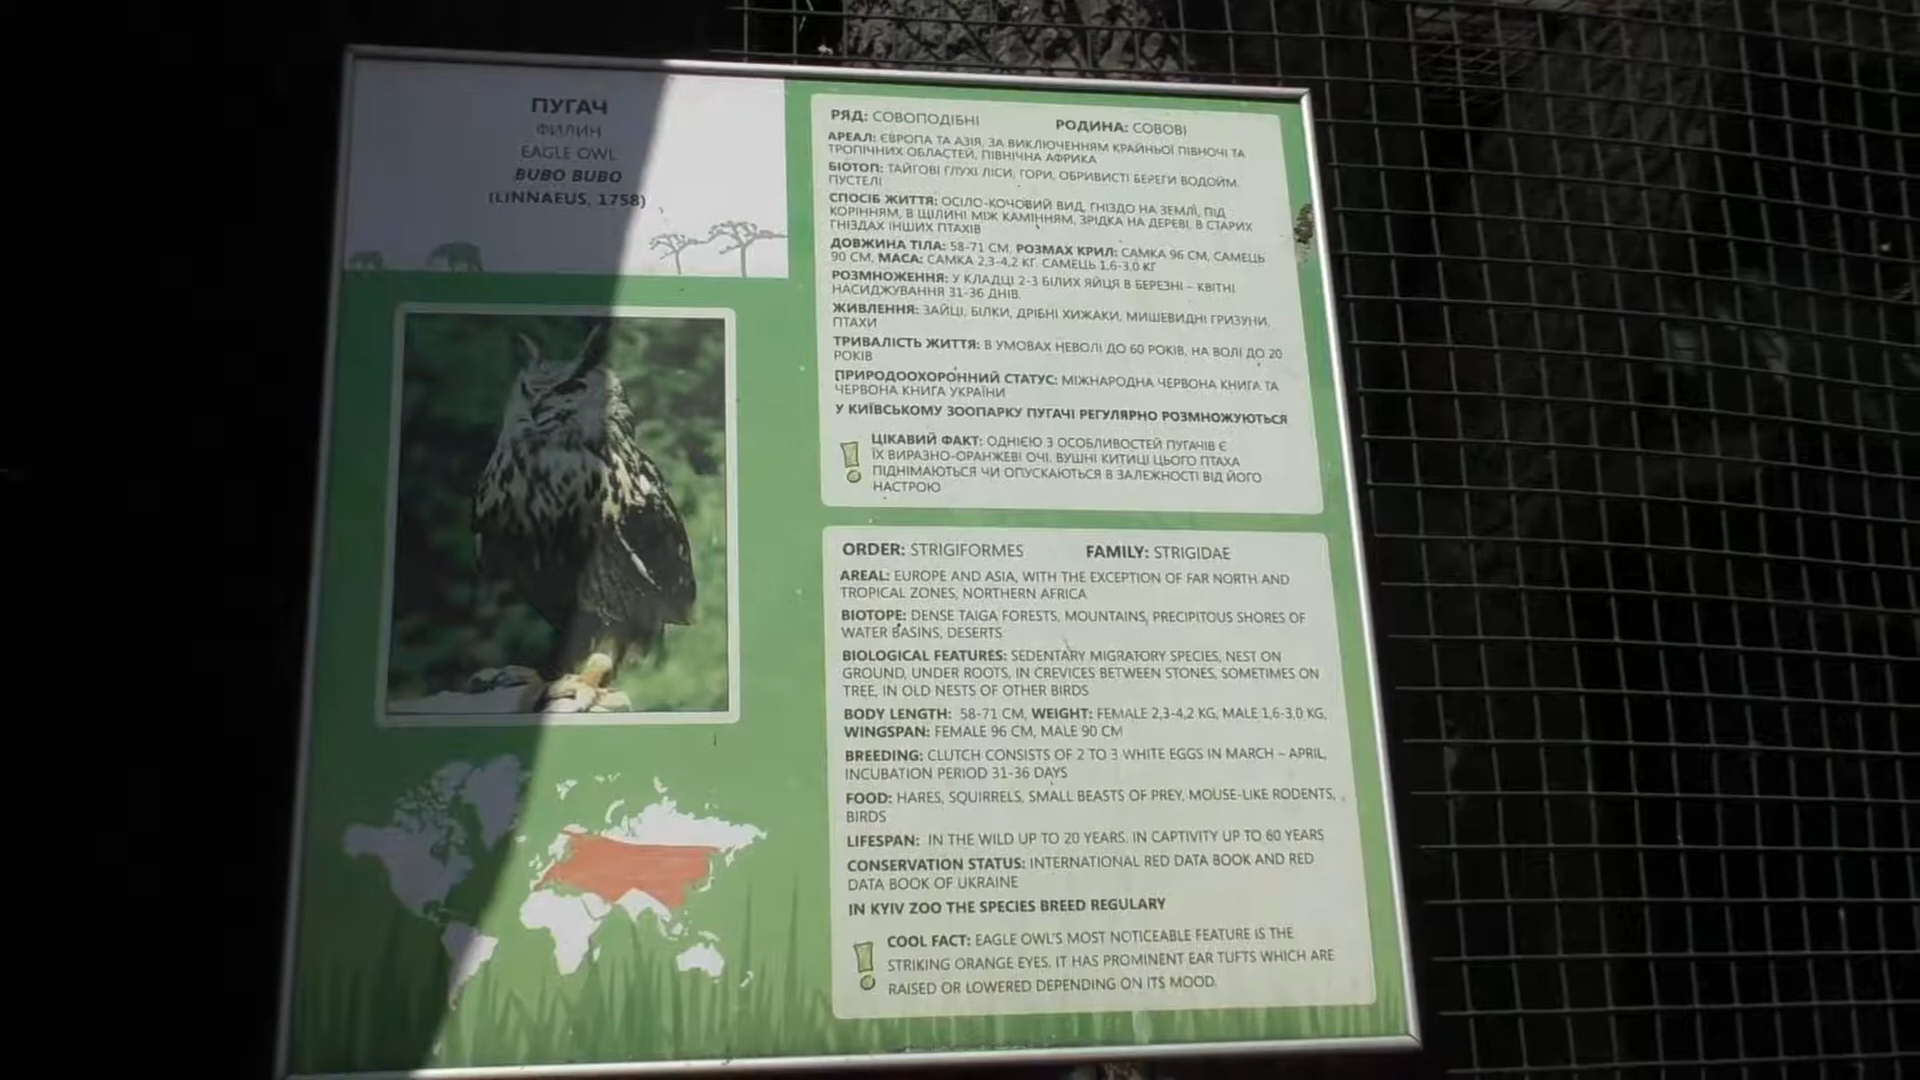 ПУГАЧ
ФИЛИН
EAGLE OWL
BUBO BUBO
(LINNAEUS, 1758)
РЯД: СОВОПОДІБНІ РОДИНА: СОВОВІ
АРЕАЛ: ЄВРОПА ТА АЗІЯ, ЗА ВИКЛЮЧЕННЯМ КРАЙНЬОЇ ПІВНОЧІ ТА
ТРОПІЧНИХ ОБЛАСТЕЙ, ПІВНІЧНА АФРИКА
БІОТОП: ТАЙГОВІ ГЛУХІ ЛІСИ, ГОРИ, ОБРИВИСТІ БЕРЕГИ ВОДОЙМ,
ПУСТЕЛІ
СПОСІБ ЖИТТЯ: ОСІЛО-КОЧОВИЙ ВИД, ГНІЗДО НА ЗЕМЛІ, ПІД
КОРІННЯМ, В ЩІЛИНІ МІЖ КАМІННЯМ, ЗРІДКА НА ДЕРЕВІ, В СТАРИХ
ГНІЗДАХ ІНШИХ ПТАХІВ
ДОВЖИНА ТІЛА: 58-71 СМ, РОЗМАХ КРИЛ: САМКА 96 СМ, САМЕЦЬ
90 СМ, МАСА: САМКА 2,3-4,2 КГ, САМЕЦЬ 1,6-3,0 КГ
РОЗМНОЖЕННЯ: У КЛАДЦІ 2-3 БІЛИХ ЯЙЦЯ В БЕРЕЗНІ – КВІТНІ
НАСИДЖУВАННЯ 31-36 ДНІВ.
ЖИВЛЕННЯ: ЗАЙЦІ, БІЛКИ, ДРІБНІ ХИЖАКИ, МИШЕВИДНІ ГРИЗУНИ,
ПТАХИ
ТРИВАЛІСТЬ ЖИТТЯ: В УМОВАХ НЕВОЛІ ДО 60 РОКІВ, НА ВОЛІ ДО 20
РОКІВ
ПРИРОДООХОРОННИЙ СТАТУС: МІЖНАРОДНА ЧЕРВОНА КНИГА ТА
ЧЕРВОНА КНИГА УКРАЇНИ
У КИЇВСЬКОМУ ЗООПАРКУ ПУГАЧІ РЕГУЛЯРНО РОЗМНОЖУЮТЬСЯ
ЦІКАВИЙ ФАКТ: ОДНІЄЮ З ОСОБЛИВОСТЕЙ ПУГАЧІВ Є
ЇХ ВИРАЗНО-ОРАНЖЕВІ ОЧІ. ВУШНІ КИТИЦІ ЦЬОГО ПТАХА
ПІДНІМАЮТЬСЯ ЧИ ОПУСКАЮТЬСЯ В ЗАЛЕЖНОСТІ ВІД ЙОГО
НАСТРОЮ
ORDER: STRIGIFORMES FAMILY: STRIGIDAE
AREAL: EUROPE AND ASIA, WITH THE EXCEPTION OF FAR NORTH AND
TROPICAL ZONES, NORTHERN AFRICA
BIOTOPE: DENSE TAIGA FORESTS, MOUNTAINS, PRECIPITOUS SHORES OF
WATER BASINS, DESERTS
BIOLOGICAL FEATURES: SEDENTARY MIGRATORY SPECIES, NEST ON
GROUND, UNDER ROOTS, IN CREVICES BETWEEN STONES, SOMETIMES ON
TREE, IN OLD NESTS OF OTHER BIRDS
BODY LENGTH: 58-71 CM, WEIGHT: FEMALE 2,3-4,2 KG, MALE 1,6-3,0 KG,
WINGSPAN: FEMALE 96 CM, MALE 90 CM
BREEDING: CLUTCH CONSISTS OF 2 TO 3 WHITE EGGS IN MARCH – APRIL,
INCUBATION PERIOD 31-36 DAYS
FOOD: HARES, SQUIRRELS, SMALL BEASTS OF PREY, MOUSE-LIKE RODENTS,
BIRDS
LIFESPAN: IN THE WILD UP TO 20 YEARS. IN CAPTIVITY UP TO 60 YEARS
CONSERVATION STATUS: INTERNATIONAL RED DATA BOOK AND RED
DATA BOOK OF UKRAINE
IN KYIV ZOO THE SPECIES BREED REGULARY
COOL FACT: EAGLE OWL'S MOST NOTICEABLE FEATURE IS THE
STRIKING ORANGE EYES. IT HAS PROMINENT EAR TUFTS WHICH ARE
RAISED OR LOWERED DEPENDING ON ITS MOOD.